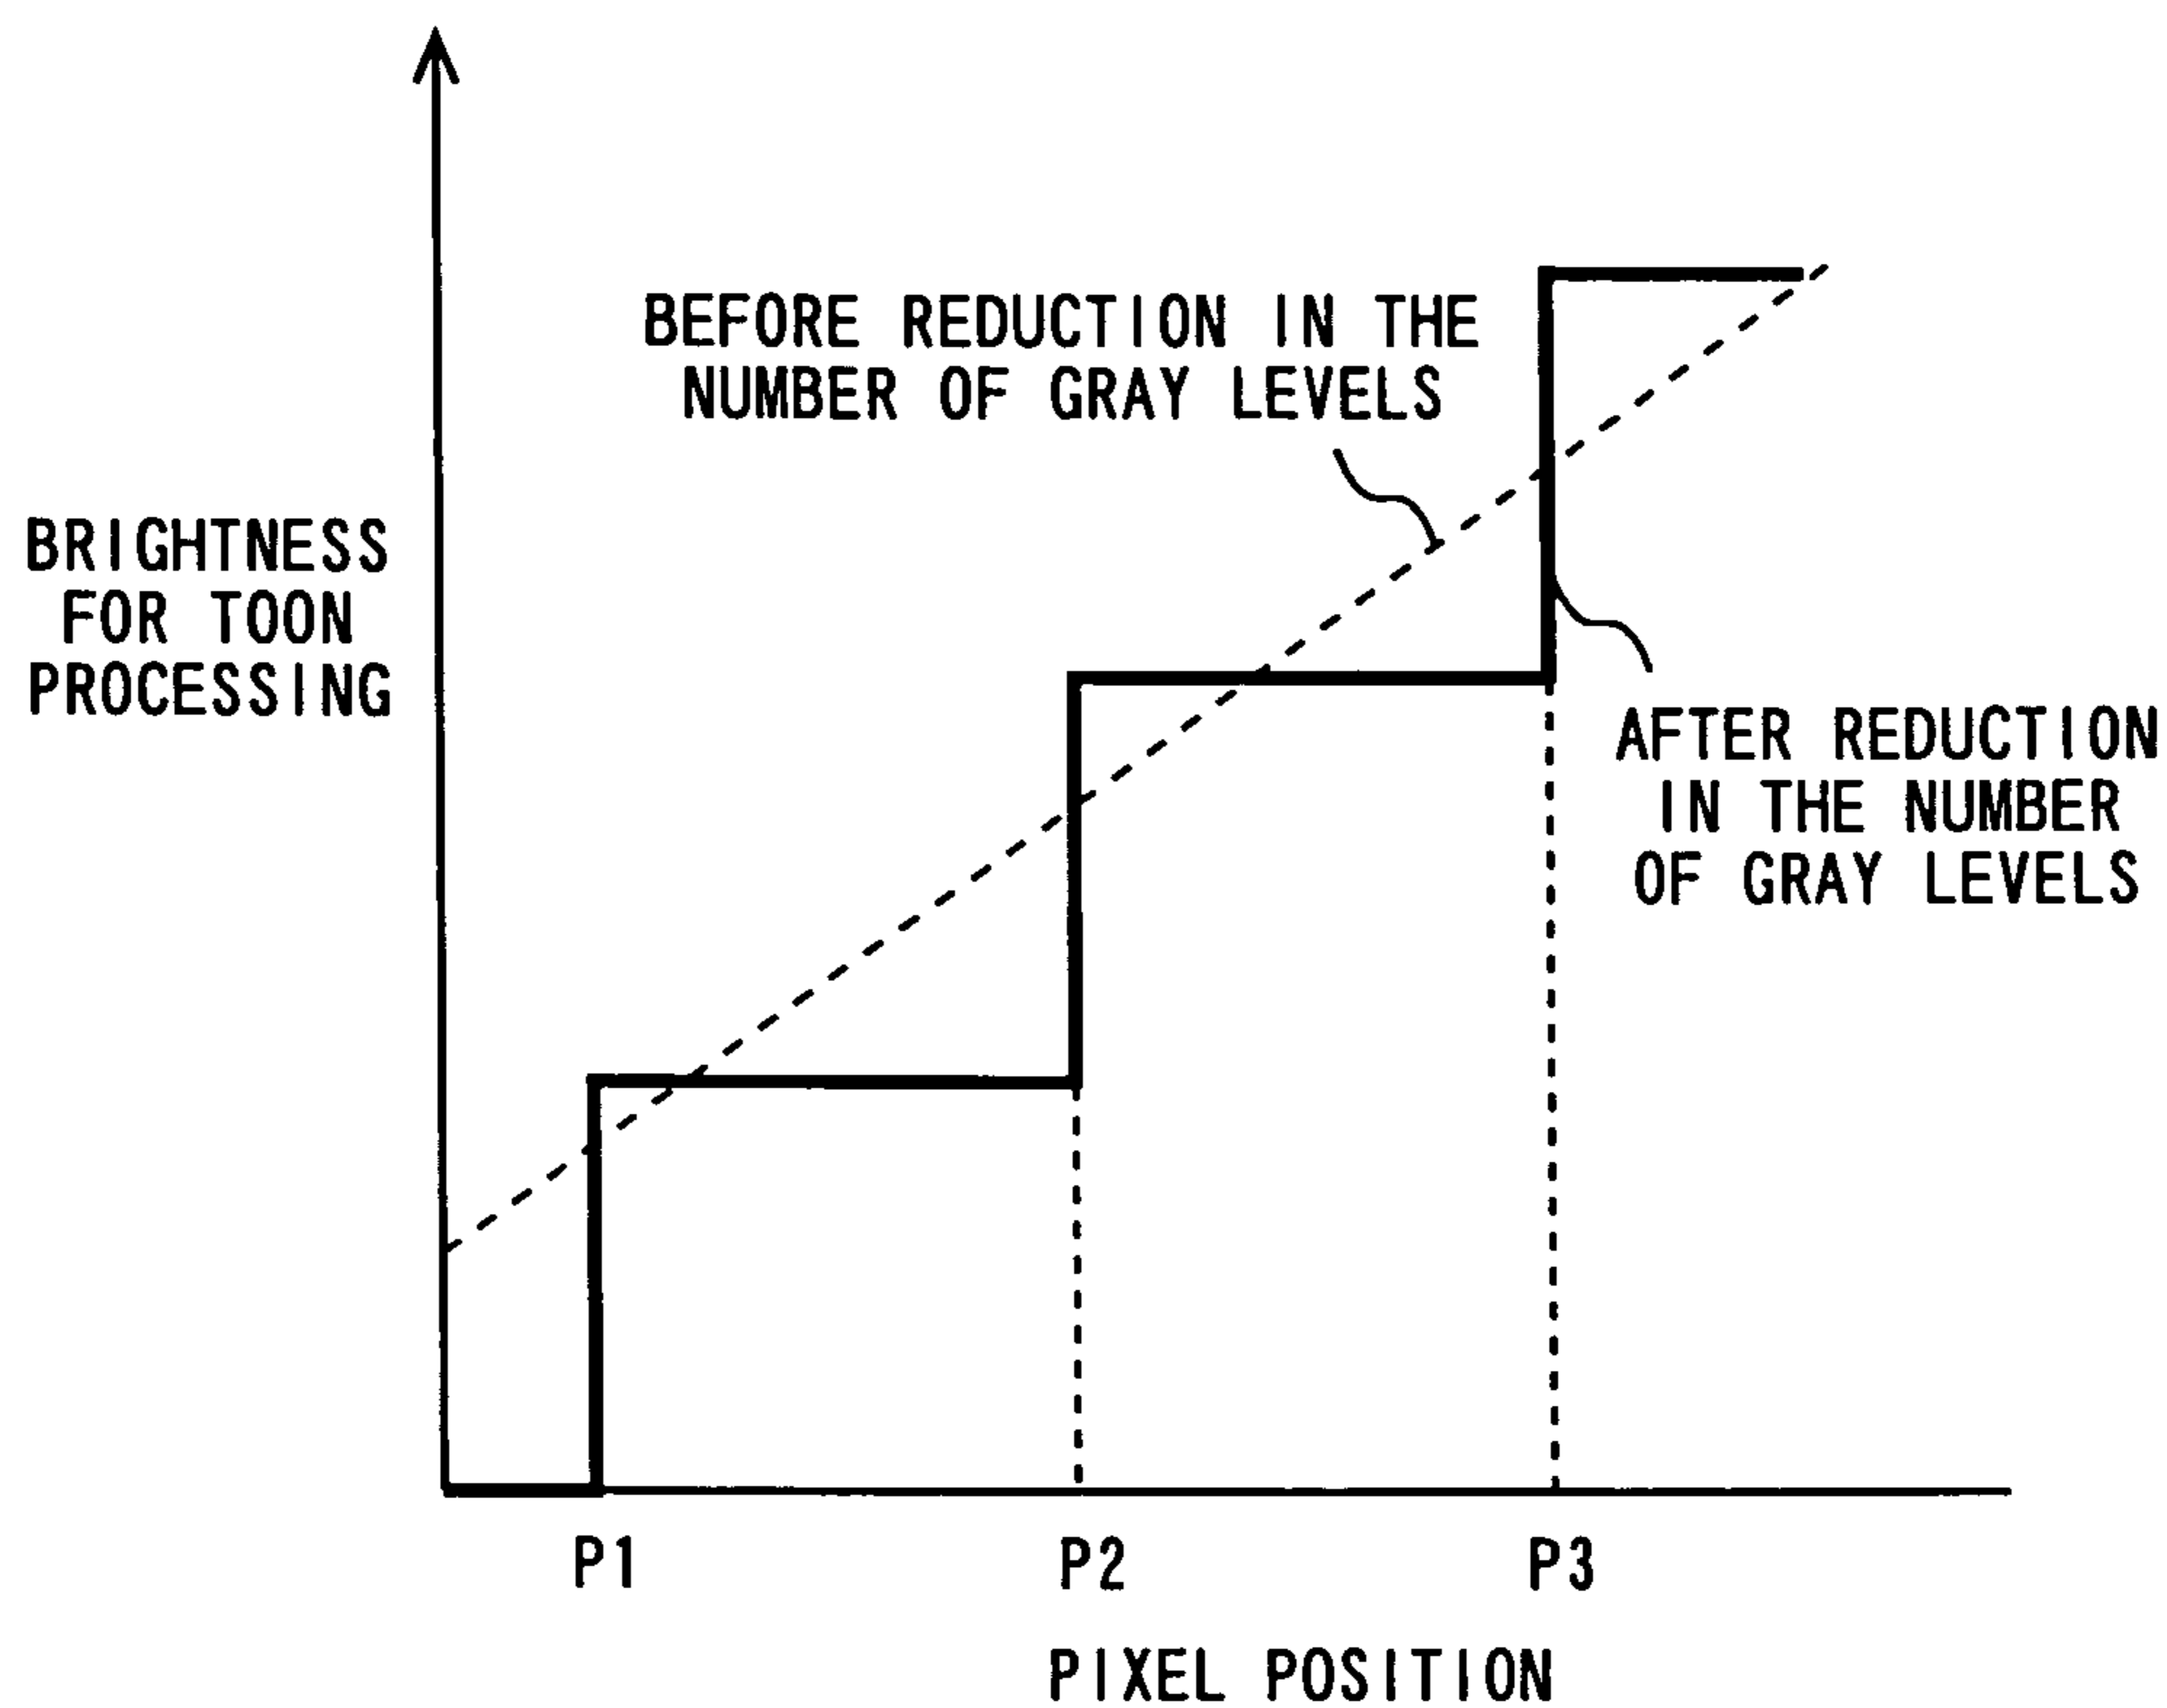 BEFORE REDUCTION IN THE
NUMBER OF GRAY LEVELS
BRIGHTNESS
FOR TOON
PROCESSING
AFTER REDUCTION
IN THE NUMBER
OF GRAY LEVELS
P1 P2 P3
PIXEL POSITION